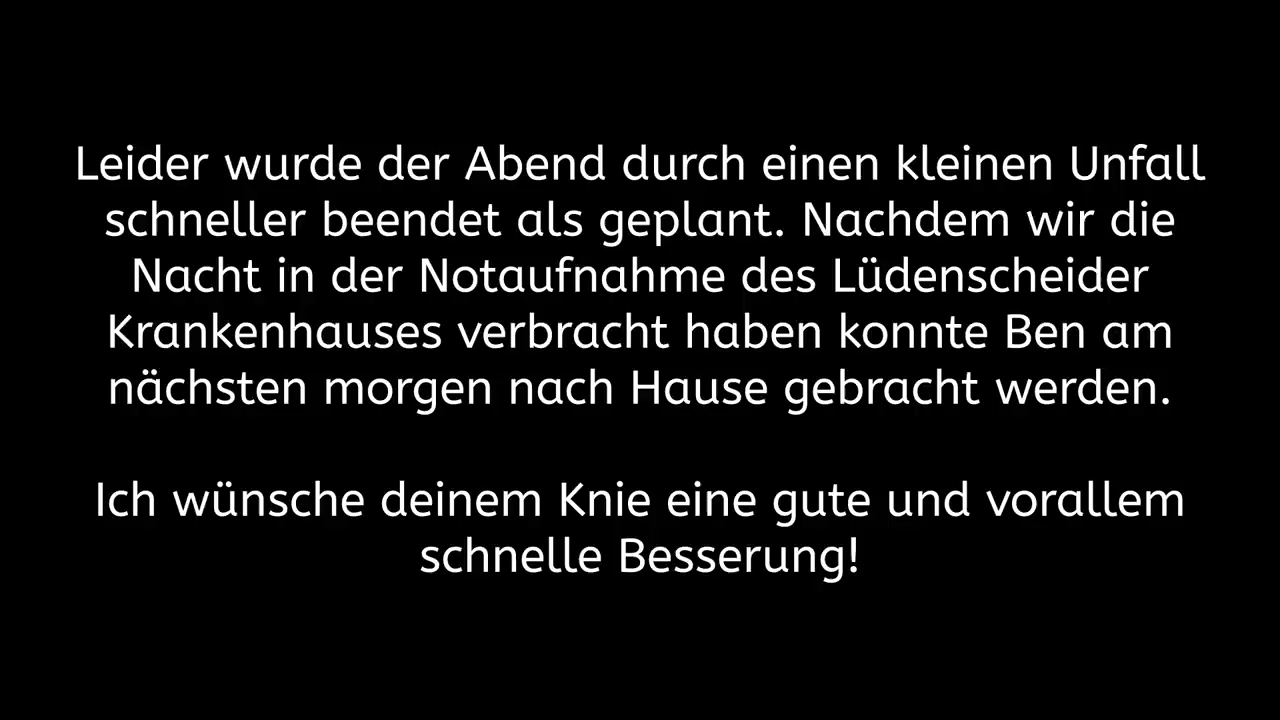 Leider wurde der Abend durch einen kleinen Unfall
schneller beendet als geplant. Nachdem wir die
Nacht in der Notaufnahme des Lüdenscheider
Krankenhauses verbracht haben konnte Ben am
nächsten morgen nach Hause gebracht werden.
Ich wünsche deinem Knie eine gute und vorallem
schnelle Besserung!